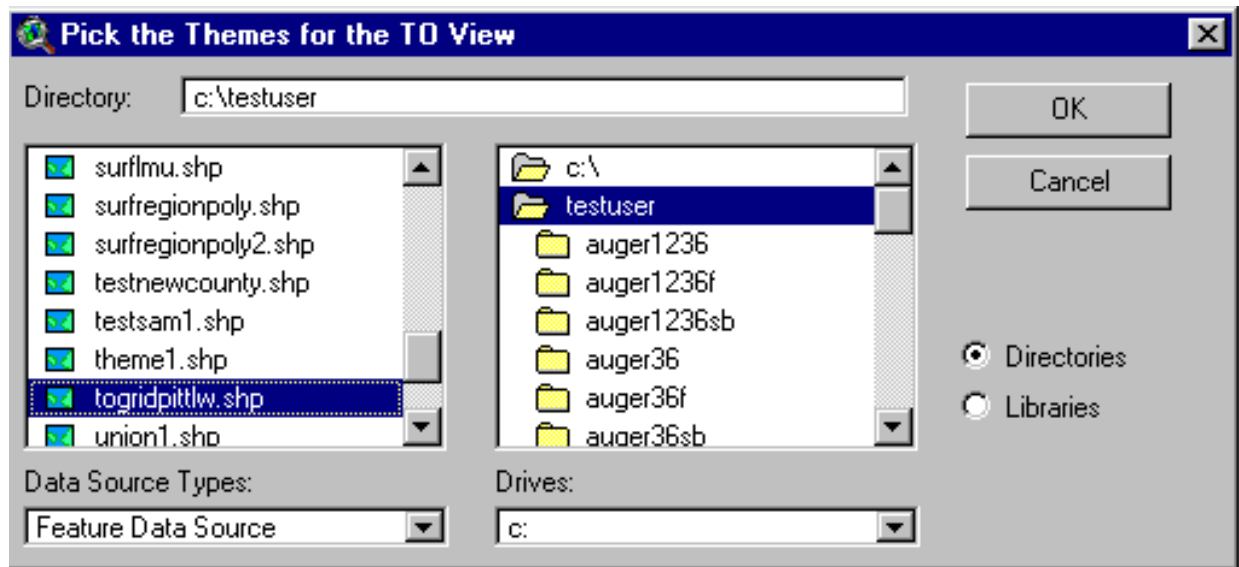 Pick the Themes for the TO View
Directory: c:\testuser
OK
Cancel
surflmu.shp
surfregionpoly.shp
surfregionpoly2.shp
testnewcounty.shp
testsam1.shp
theme1.shp
togridpittlw.shp
union1.shp
c:\
testuser
auger1236
auger1236f
auger1236sb
auger36
auger36f
auger36sb
Directories
Libraries
Data Source Types:
Feature Data Source
Drives:
c: